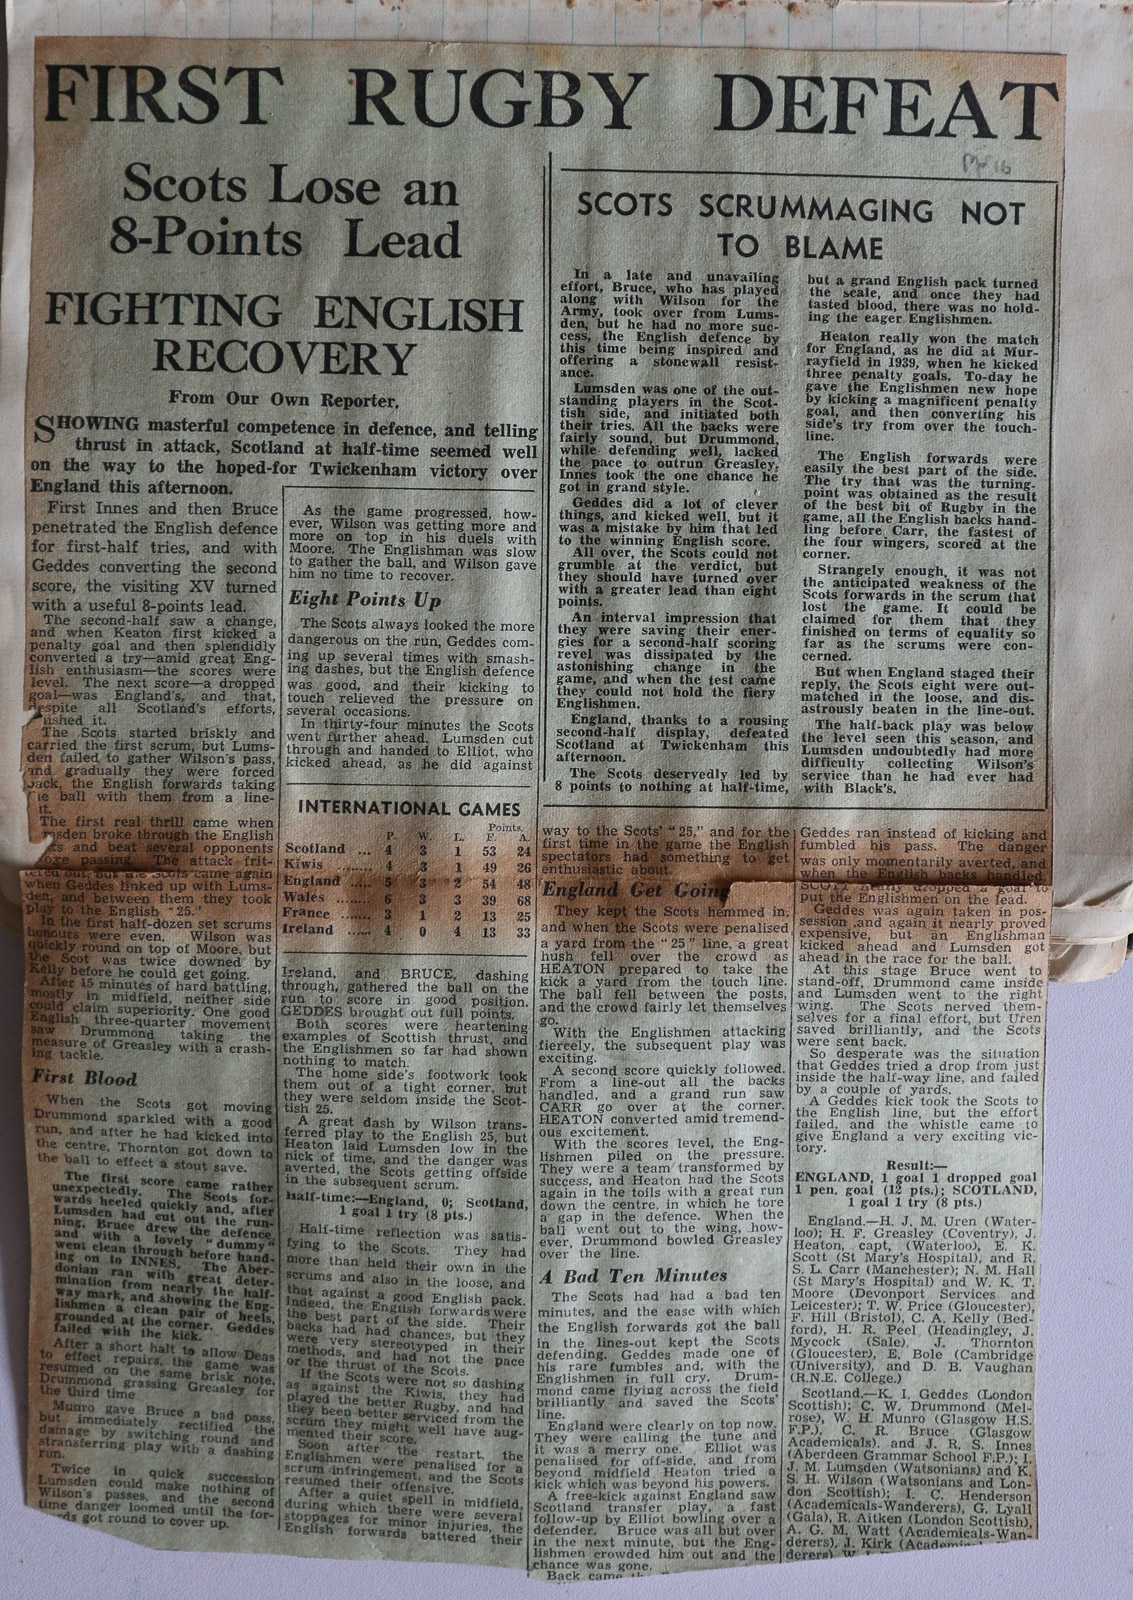 FIRST RUGBY DEFEAT
Scots Lose an
8-Points Lead
FIGHTING ENGLISH
RECOVERY
From Our Own Reporter.
SHOWING masterful competence in defence, and telling
thrust in attack, Scotland at half-time seemed well
on the way to the hoped-for Twickenham victory over
England this afternoon.
First Innes and then Bruce
penetrated the English defence
for first-half tries, and with
Geddes converting the second
score, the visiting XV turned
with a useful 8-points lead.
The second-half saw a change,
and when Keaton first kicked a
penalty goal and then splendidly
converted a try—amid great Eng-
lish enthusiasm—the scores were
level. The next score—a dropped
goal—was England's, and that,
despite all Scotland's efforts,
The Scots started briskly and
carried the first scrum, but Lums-
den failed to gather Wilson's pass,
and gradually they were forced
back, the English forwards taking
ball with them from a line-
it.
The first real thrill came when
broke through the English
and beat several opponents
before passing. The attack frit-
tered out, but the Scots came again
when Geddes linked up with Lums-
den, and between them they took
play to the English "25."
In the first half-dozen set scrums
honours were even. Wilson was
quickly round on top of Moore, but
the Scot was twice downed by
Kelly before he could get going.
After 15 minutes of hard battling,
mostly in midfield, neither side
could claim superiority. One good
English three-quarter movement
saw Drummond taking the
measure of Greasley with a crash-
ing tackle.
First Blood
When the Scots got moving
Drummond sparkled with a good
run, and after he had kicked into
the centre, Thornton got down to
the ball to effect a stout save.
The first score came rather
unexpectedly. The Scots for-
wards heeled quickly and, after
Lumsden had cut out the run-
ning, Bruce drew the defence,
and with a lovely "dummy"
went clean through before hand-
ing on to INNES. The Aber-
donian ran with great deter-
mination from nearly the half-
way mark, and showing the Eng-
lishmen a clean pair of heels,
grounded at the corner. Geddes
failed with the kick.
After a short halt to allow Deas
to effect repairs, the game was
resumed on the same brisk note,
Drummond grassing Greasley for
the third time
Munro gave Bruce a bad pass,
but immediately rectified the
damage by switching round and
transferring play with a dashing
run.
Twice in quick succession
Lumsden could make nothing of
Wilson's passes, and the second
time danger loomed until the for-
got round to cover up.
As the game progressed, how-
ever, Wilson was getting more and
more on top in his duels with
Moore. The Englishman was slow
to gather the ball, and Wilson gave
him no time to recover.
Eight Points Up
The Scots always looked the more
dangerous on the run, Geddes com-
ing up several times with smash-
ing dashes, but the English defence
was good, and their kicking to
touch relieved the pressure on
several occasions.
In thirty-four minutes the Scots
went further ahead. Lumsden cut
through and handed to Elliot, who
kicked ahead, as he did against
INTERNATIONAL GAMES
Points.
P. W. L. F. A.
Scotland ... 4 3 1 53 24
Kiwis ........ 4 3 1 49 26
England ...... 5 3 2 54 48
Wales ........ 6 3 3 39 68
France ....... 3 1 2 13 25
Ireland ...... 4 0 4 13 33
Ireland, and BRUCE, dashing
through, gathered the ball on the
run to score in good position.
GEDDES brought out full points.
Both scores were heartening
examples of Scottish thrust, and
the Englishmen so far had shown
nothing to match.
The home side's footwork took
them out of a tight corner, but
they were seldom inside the Scot-
tish 25.
A great dash by Wilson trans-
ferred play to the English 25, but
Heaton laid Lumsden low in the
nick of time, and the danger was
averted, the Scots getting offside
in the subsequent scrum.
Half-time:—England, 0; Scotland,
1 goal 1 try (8 pts.)
Half-time reflection was satis-
fying to the Scots. They had
more than held their own in the
scrums and also in the loose, and
that against a good English pack.
Indeed, the English forwards were
the best part of the side. Their
backs had had chances, but they
were very stereotyped in their
methods, and had not the pace
or the thrust of the Scots.
If the Scots were not so dashing
as against the Kiwis, they had
played the better Rugby, and had
they been better serviced from the
scrum they might well have aug-
mented their score.
Soon after the restart, the
Englishmen were penalised for a
scrum infringement, and the Scots
resumed their offensive.
After a quiet spell in midfield,
during which there were several
stoppages for minor injuries, the
English forwards battered their
SCOTS SCRUMMAGING NOT
TO BLAME
In a late and unavailing
effort, Bruce, who has played
along with Wilson for the
Army, took over from Lums-
den, but he had no more suc-
cess, the English defence by
this time being inspired and
offering a stonewall resist-
ance.
Lumsden was one of the out-
standing players in the Scot-
tish side, and initiated both
their tries. All the backs were
fairly sound, but Drummond,
while defending well, lacked
the pace to outrun Greasley.
Innes took the one chance he
got in grand style.
Geddes did a lot of clever
things, and kicked well, but it
was a mistake by him that led
to the winning English score.
All over, the Scots could not
grumble at the verdict, but
they should have turned over
with a greater lead than eight
points.
An interval impression that
they were saving their ener-
gies for a second-half scoring
revel was dissipated by the
astonishing change in the
game, and when the test came
they could not hold the fiery
Englishmen.
England, thanks to a rousing
second-half display, defeated
Scotland at Twickenham this
afternoon.
The Scots deservedly led by
8 points to nothing at half-time,
but a grand English pack turned
the scale, and once they had
tasted blood, there was no hold-
ing the eager Englishmen.
Heaton really won the match
for England, as he did at Mur-
rayfield in 1939, when he kicked
three penalty goals. To-day he
gave the Englishmen new hope
by kicking a magnificent penalty
goal, and then converting his
side's try from over the touch-
line.
The English forwards were
easily the best part of the side.
The try that was the turning-
point was obtained as the result
of the best bit of Rugby in the
game, all the English backs hand-
ling before Carr, the fastest of
the four wingers, scored at the
corner.
Strangely enough, it was not
the anticipated weakness of the
Scots forwards in the scrum that
lost the game. It could be
claimed for them that they
finished on terms of equality so
far as the scrums were con-
cerned.
But when England staged their
reply, the Scots eight were out-
matched in the loose, and dis-
astrously beaten in the line-out.
The half-back play was below
the level seen this season, and
Lumsden undoubtedly had more
difficulty collecting Wilson's
service than he had ever had
with Black's.
way to the Scots' "25," and for the
first time in the game the English
spectators had something to get
enthusiastic about.
England Get Going
They kept the Scots hemmed in,
and when the Scots were penalised
a yard from the "25" line, a great
hush fell over the crowd as
HEATON prepared to take the
kick a yard from the touch line.
The ball fell between the posts,
and the crowd fairly let themselves
go.
With the Englishmen attacking
fiercely, the subsequent play was
exciting.
A second score quickly followed.
From a line-out all the backs
handled, and a grand run saw
CARR go over at the corner.
HEATON converted amid tremend-
ous excitement.
With the scores level, the Eng-
lishmen piled on the pressure.
They were a team transformed by
success, and Heaton had the Scots
again in the toils with a great run
down the centre, in which he tore
a gap in the defence. When the
ball went out to the wing, how-
ever, Drummond bowled Greasley
over the line.
A Bad Ten Minutes
The Scots had had a bad ten
minutes, and the ease with which
the English forwards got the ball
in the lines-out kept the Scots
defending. Geddes made one of
his rare fumbles and, with the
Englishmen in full cry, Drum-
mond came flying across the field
brilliantly and saved the Scots'
line.
England were clearly on top now.
They were calling the tune and
it was a merry one. Elliot was
penalised for off-side, and from
beyond midfield Heaton tried a
kick which was beyond his powers.
A free-kick against England saw
Scotland transfer play, a fast
follow-up by Elliot bowling over a
defender. Bruce was all but over
in the next minute, but the Eng-
lishmen crowded him out and the
chance was gone.
Back came
Geddes ran instead of kicking and
fumbled his pass. The danger
was only momentarily averted, and
when the English backs handled,
SCOTT neatly dropped a goal to
put the Englishmen on the lead.
Geddes was again taken in pos-
session and again it nearly proved
expensive, but an Englishman
kicked ahead and Lumsden got
ahead in the race for the ball.
At this stage Bruce went to
stand-off, Drummond came inside
and Lumsden went to the right
wing. The Scots nerved them-
selves for a final effort, but Uren
saved brilliantly, and the Scots
were sent back.
So desperate was the situation
that Geddes tried a drop from just
inside the half-way line, and failed
by a couple of yards.
A Geddes kick took the Scots to
the English line, but the effort
failed, and the whistle came to
give England a very exciting vic-
tory.
Result:—
ENGLAND, 1 goal 1 dropped goal
1 pen. goal (12 pts.); SCOTLAND,
1 goal 1 try (8 pts.)
England.—H. J. M. Uren (Water-
loo); H. F. Greasley (Coventry), J.
Heaton, capt, (Waterloo), E. K.
Scott (St Mary's Hospital), and R.
S. L. Carr (Manchester); N. M. Hall
(St Mary's Hospital) and W. K. T.
Moore (Devonport Services and
Leicester); T. W. Price (Gloucester),
F. Hill (Bristol), C. A. Kelly (Bed-
ford), H. R. Peel (Headingley, J.
Mycock (Sale), J. Thornton
(Gloucester), E. Bole (Cambridge
(University), and D. B. Vaughan
(R.N.E. College.)
Scotland.—K. I. Geddes (London
Scottish); C. W. Drummond (Mel-
rose), W. H. Munro (Glasgow H.S.
F.P.), C. R. Bruce (Glasgow
Academicals). and J. R. S. Innes
(Aberdeen Grammar School F.P.); I.
J. M. Lumsden (Watsonians) and K.
S. H. Wilson (Watsonians and Lon-
don Scottish); I. C. Henderson
(Academicals-Wanderers), G. Lyall
(Gala), R. Aitken (London Scottish),
A. G. M. Watt (Academicals-Wan-
derers), J. Kirk (Academi
derers)